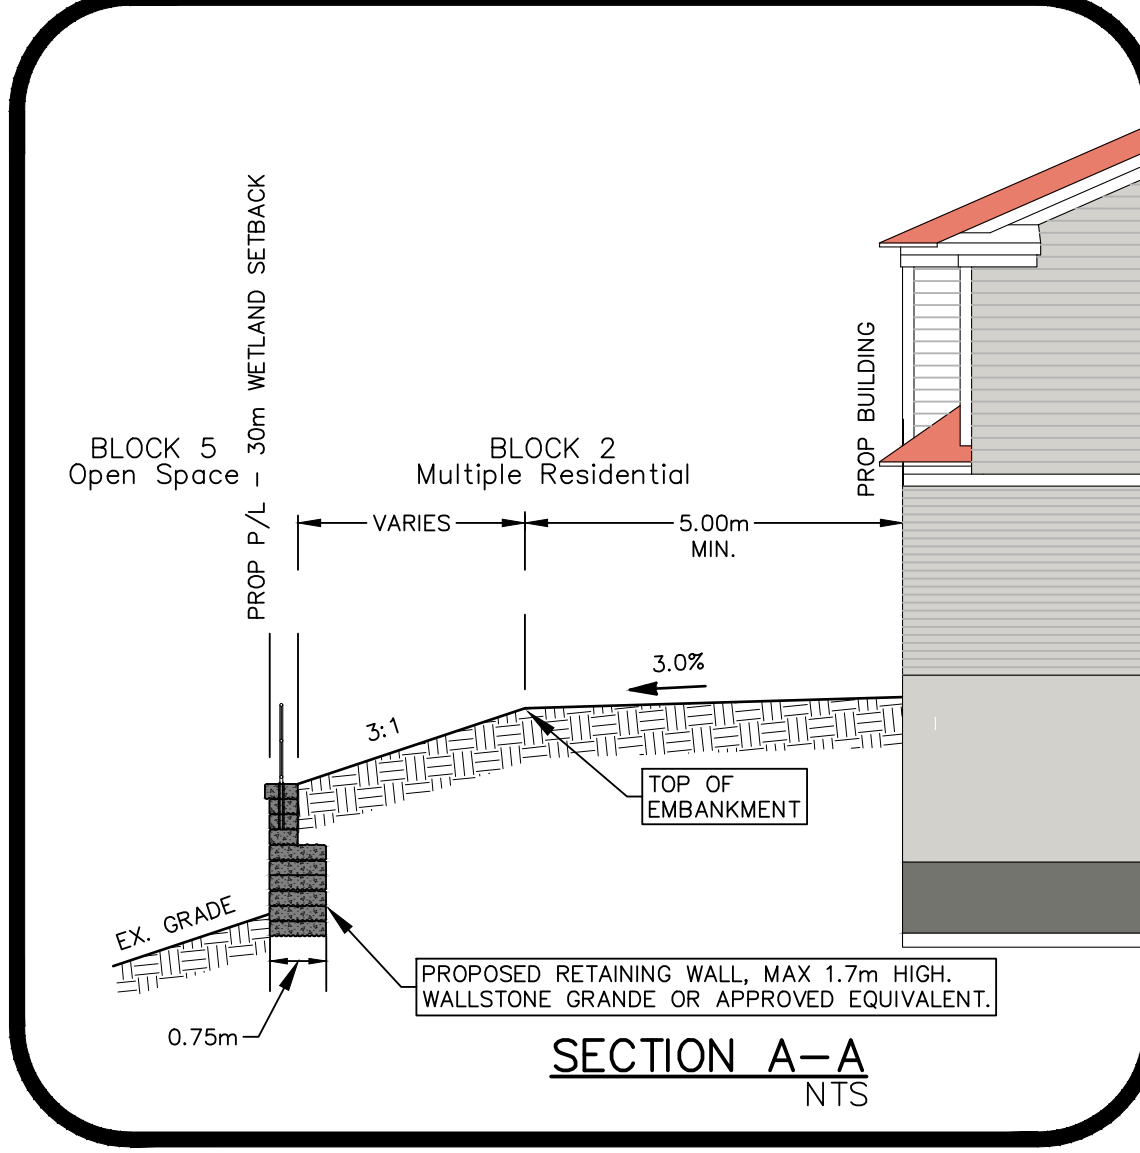 PROP P/L - 30m WETLAND SETBACK
BLOCK 5
Open Space
BLOCK 2
Multiple Residential
PROP BUILDING
VARIES
5.00m
MIN.
3.0%
3:1
TOP OF
EMBANKMENT
EX. GRADE
PROPOSED RETAINING WALL, MAX 1.7m HIGH.
WALLSTONE GRANDE OR APPROVED EQUIVALENT.
0.75m
SECTION A-A
NTS